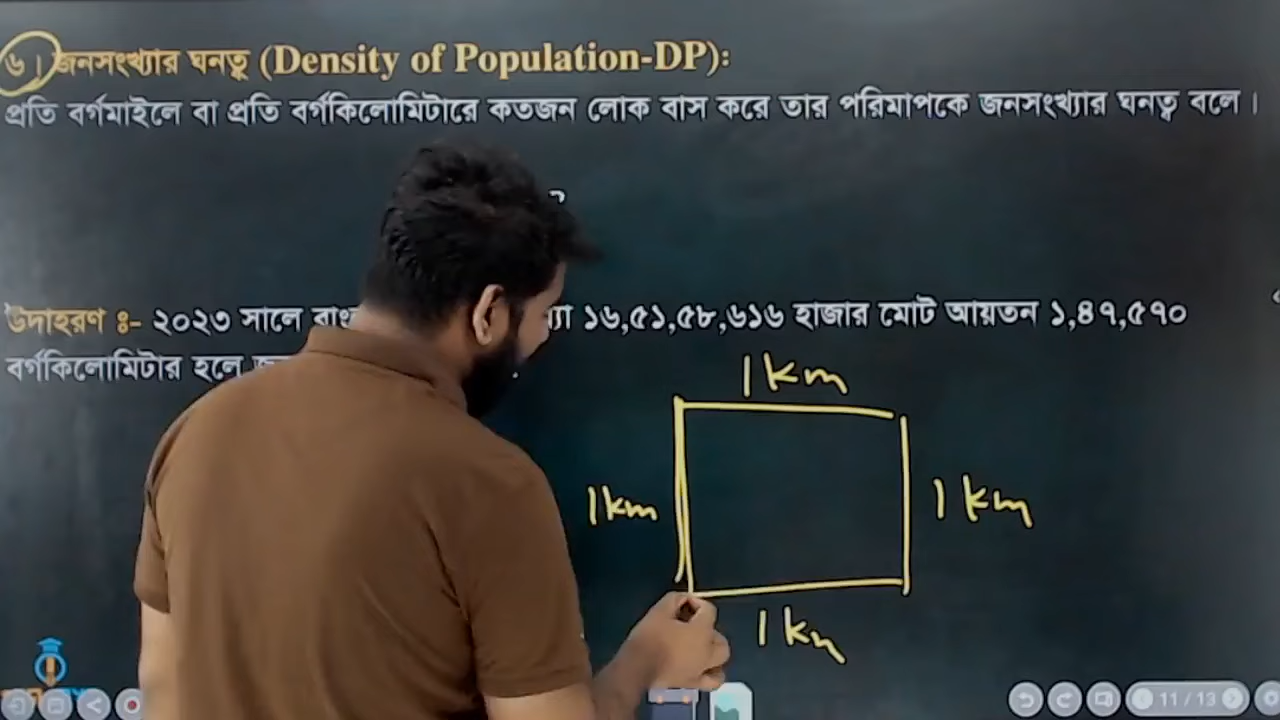 ৬। জনসংখ্যার ঘনত্ব (Density of Population-DP):
প্রতি বর্গমাইলে বা প্রতি বর্গকিলোমিটারে কতজন লোক বাস করে তার পরিমাপকে জনসংখ্যার ঘনত্ব বলে।
উদাহরণ ঃ- ২০২৩ সালে ১৬,৫১,৫৮,৬১৬ হাজার মোট আয়তন ১,৪৭,৫৭০
বর্গকিলোমিটার হলে
1 km
1 km
1 km
1 km
11 / 13